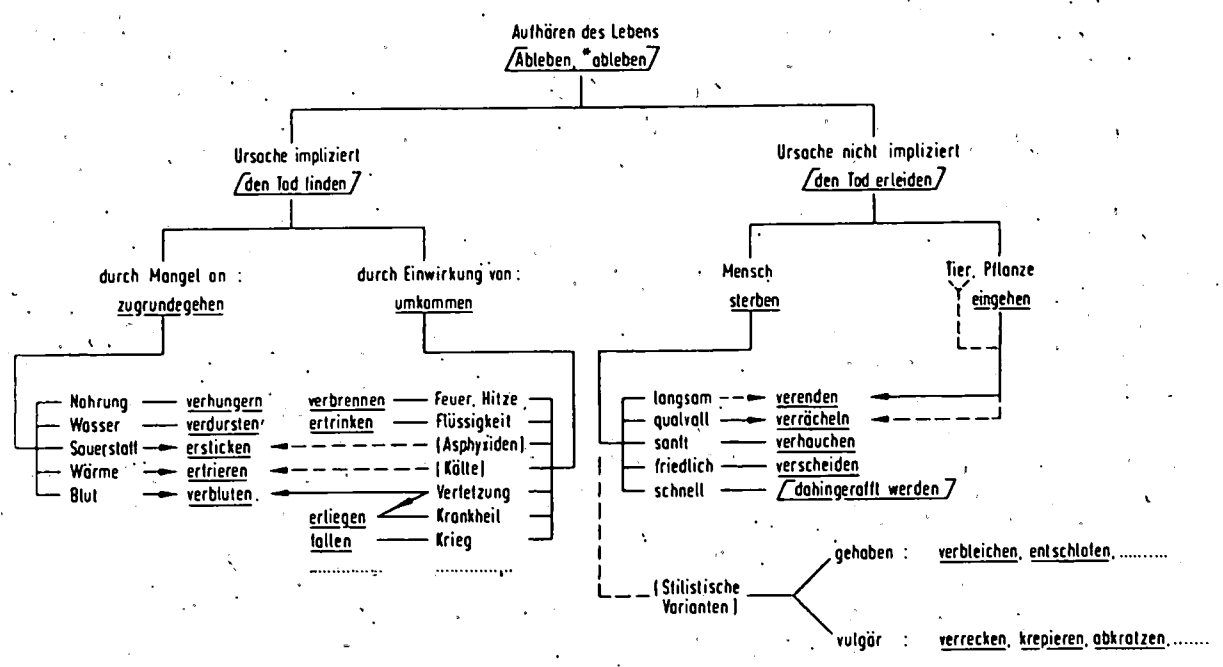 Aufhören des Lebens
[Ableben, *ableben]
Ursache impliziert
[den Tod finden]
Ursache nicht impliziert
[den Tod erleiden]
durch Mangel an :
zugrundegehen
durch Einwirkung von :
umkommen
Mensch
sterben
Tier, Pflanze
eingehen
Nahrung verhungern
Wasser verdursten
Sauerstoff ersticken
Wärme erfrieren
Blut verbluten
verbrennen Feuer, Hitze
ertrinken Flüssigkeit
(Asphyxiden)
(Kälte)
Verletzung
erliegen Krankheit
fallen Krieg
............... ...............
langsam verenden
qualvoll verröcheln
sanft verhauchen
friedlich verscheiden
schnell [dahingerafft werden]
(Stilistische
Varianten)
gehoben : verbleichen, entschlafen, ..........
vulgär : verrecken, krepieren, abkratzen, .......